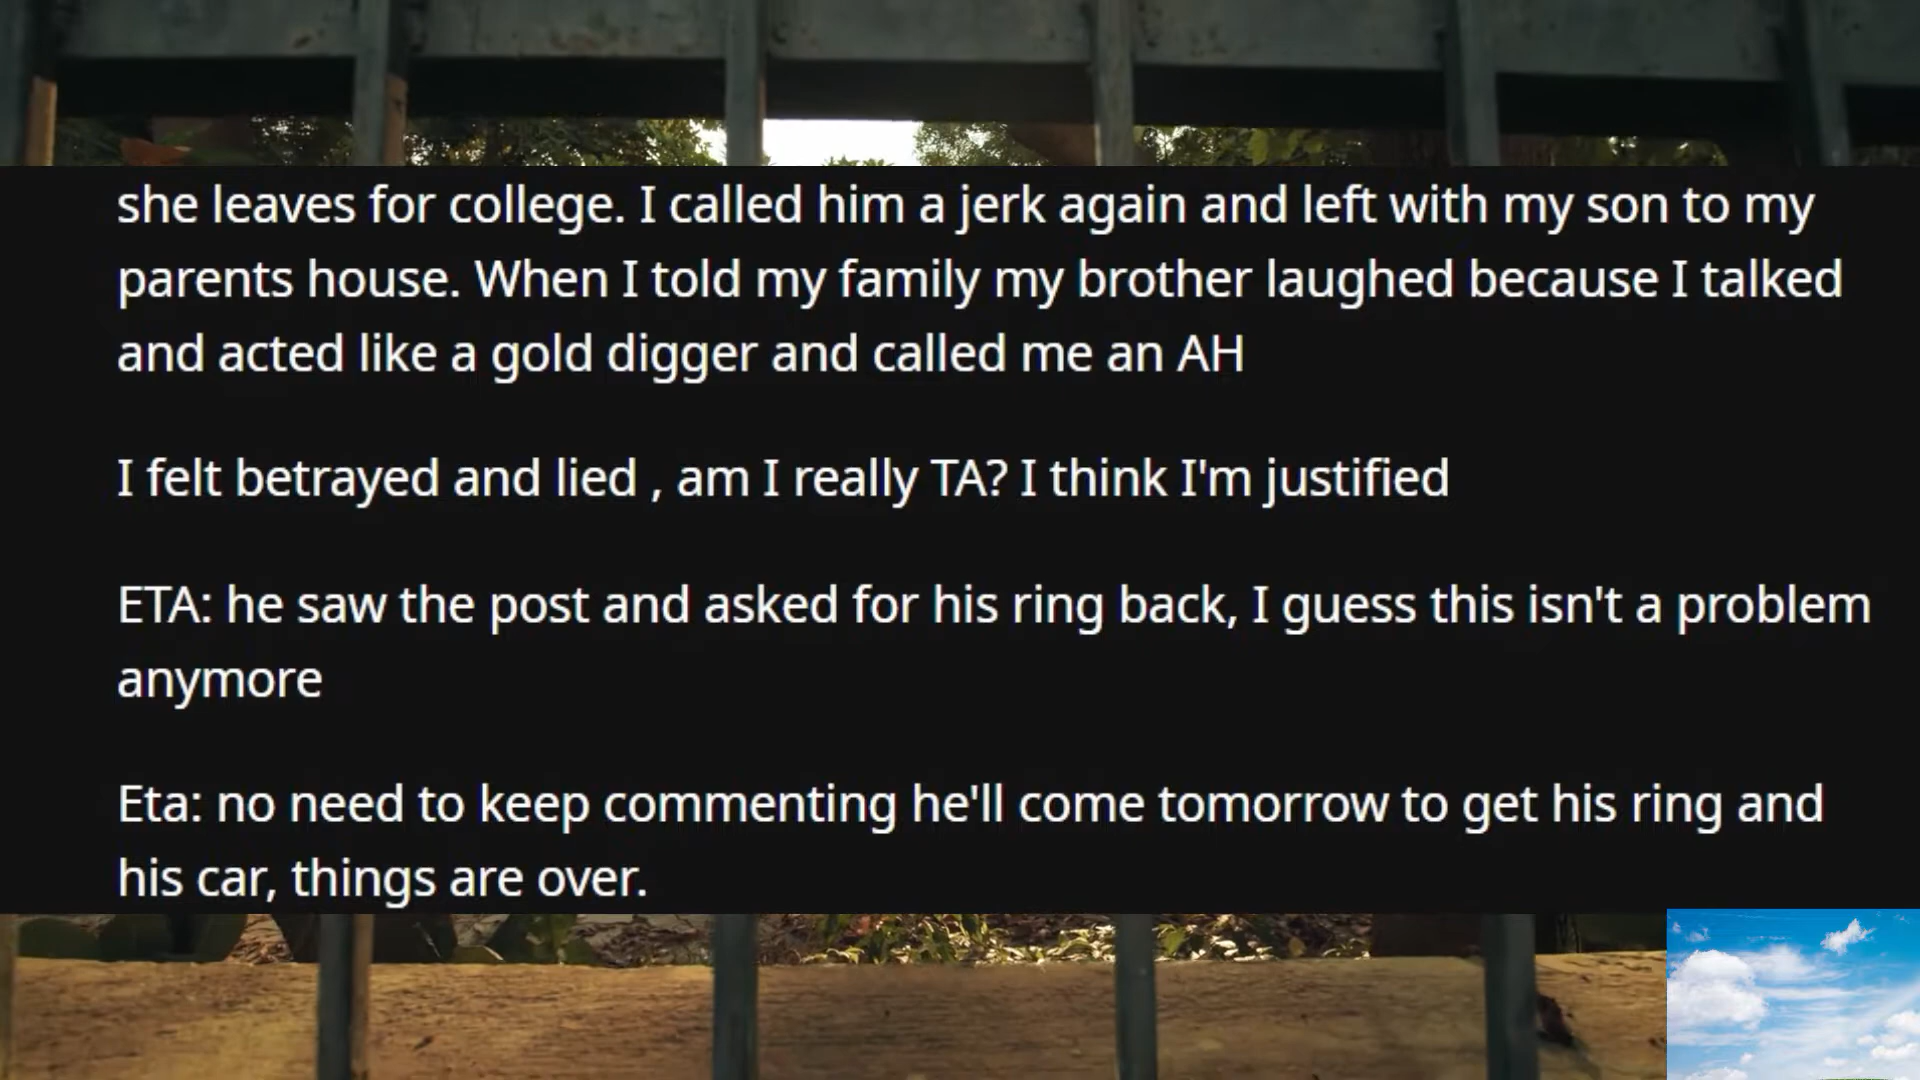 she leaves for college. I called him a jerk again and left with my son to my
parents house. When I told my family my brother laughed because I talked
and acted like a gold digger and called me an AH
I felt betrayed and lied , am I really TA? I think I'm justified
ETA: he saw the post and asked for his ring back, I guess this isn't a problem
anymore
Eta: no need to keep commenting he'll come tomorrow to get his ring and
his car, things are over.